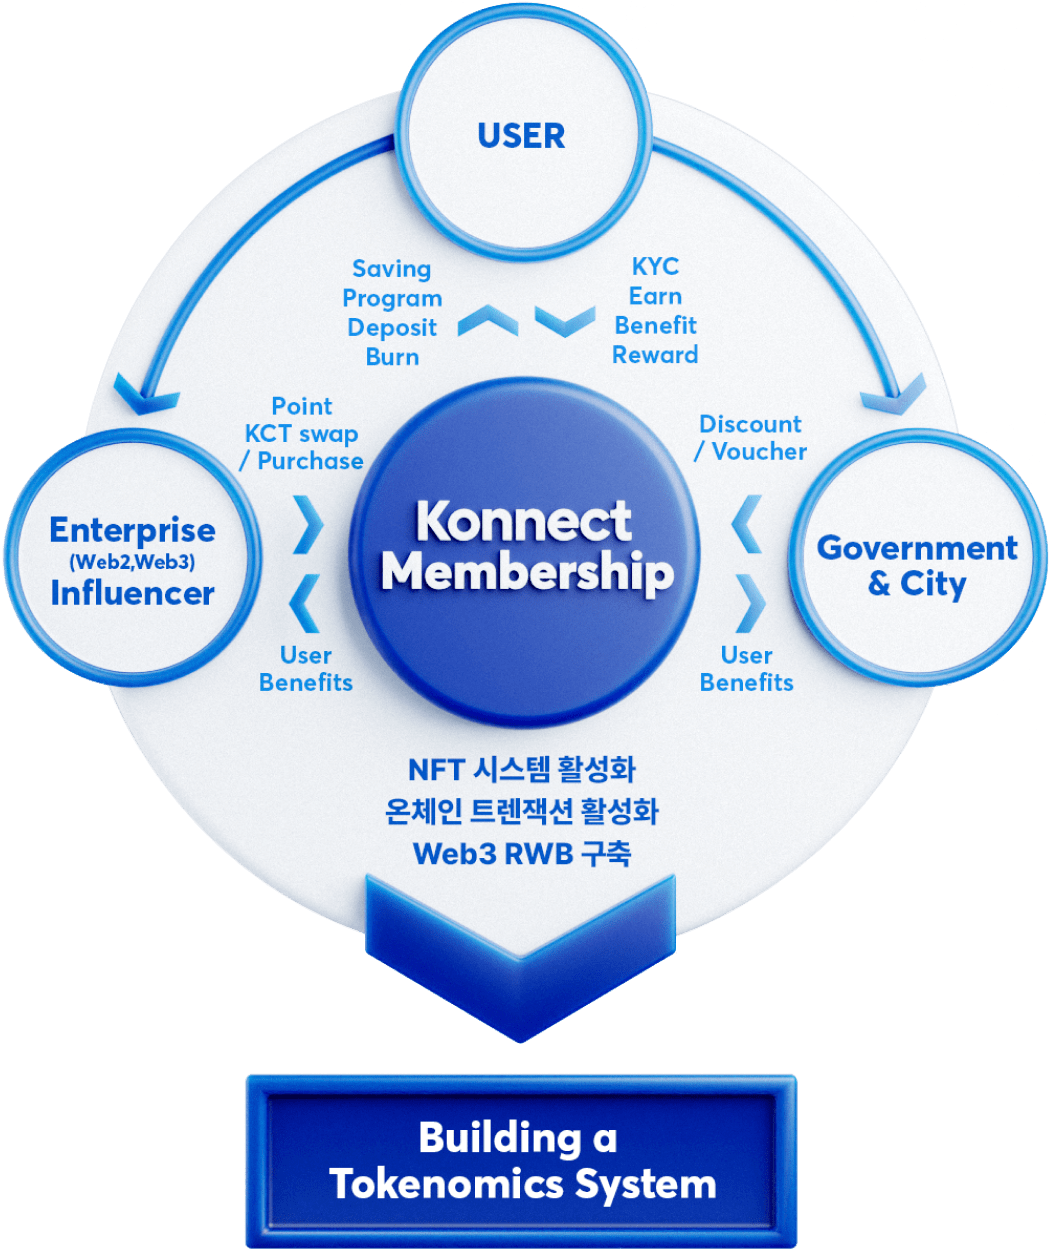 USER
Saving
Program
Deposit
Burn
KYC
Earn
Benefit
Reward
Point
KCT swap
/ Purchase
Discount
/ Voucher
Enterprise
(Web2,Web3)
Influencer
Konnect
Membership
Government
& City
User
Benefits
User
Benefits
NFT 시스템 활성화
온체인 트렌잭션 활성화
Web3 RWB 구축
Building a
Tokenomics System